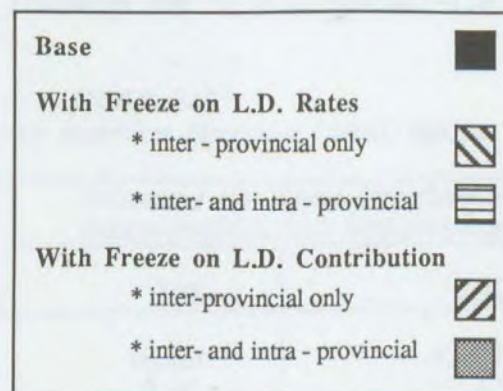 Base
With Freeze on L.D. Rates
* inter - provincial only
* inter- and intra - provincial
With Freeze on L.D. Contribution
* inter-provincial only
* inter- and intra - provincial